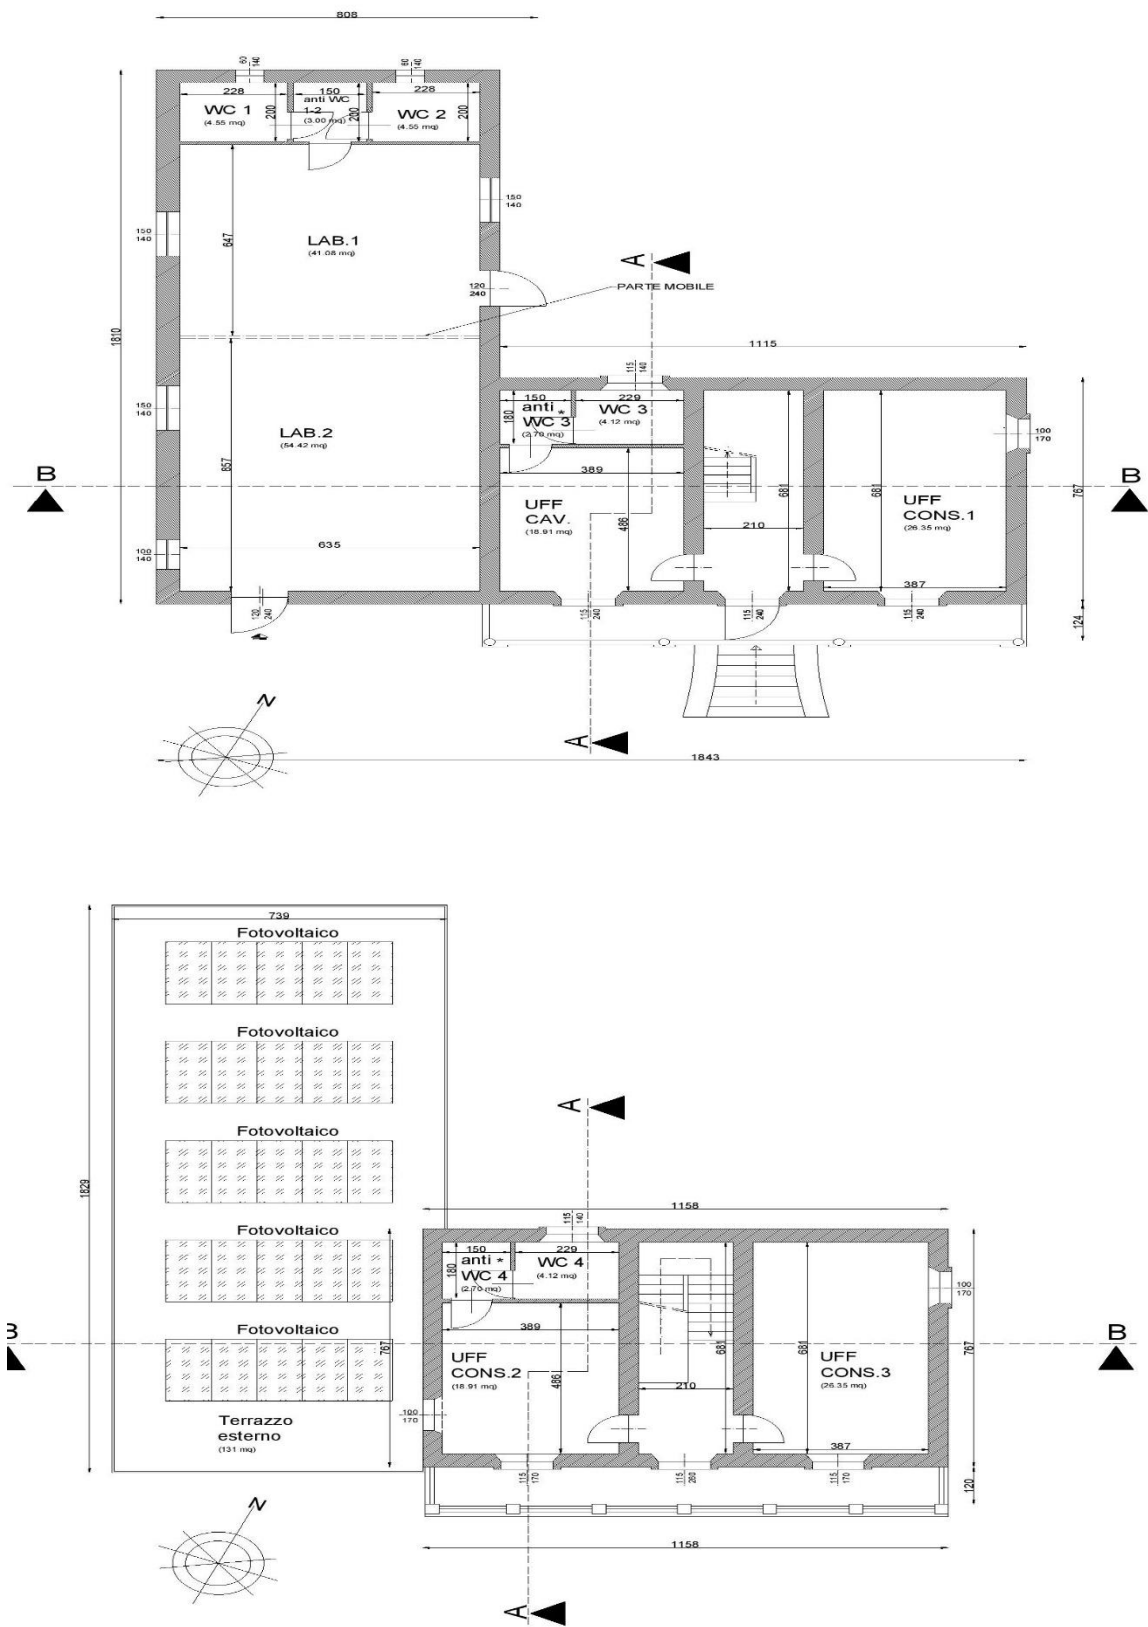 808
60
140
60
140
228
150
228
anti WC
1-2
(3.00 mq)
WC 1
(4.55 mq)
200
200
WC 2
(4.55 mq)
200
150
140
150
140
LAB.1
(41.08 mq)
647
1810
120
240
A
PARTE MOBILE
1115
115
140
150
140
150
229
anti *
WC 3
(2.70 mq)
180
WC 3
(4.12 mq)
100
170
LAB.2
(54.42 mq)
857
389
B
B
UFF
CAV.
(18.91 mq)
486
681
681
767
UFF
CONS.1
(26.35 mq)
210
635
100
140
387
120
240
115
240
115
240
115
240
124
N
A
1843
739
Fotovoltaico
Fotovoltaico
Fotovoltaico
Fotovoltaico
Fotovoltaico
1829
A
1158
115
140
150
229
anti *
WC 4
(2.70 mq)
180
WC 4
(4.12 mq)
100
170
B
B
767
389
681
681
767
UFF
CONS.2
(18.91 mq)
486
UFF
CONS.3
(26.35 mq)
210
100
170
Terrazzo
esterno
(131 mq)
387
115
170
115
260
115
170
120
N
1158
A